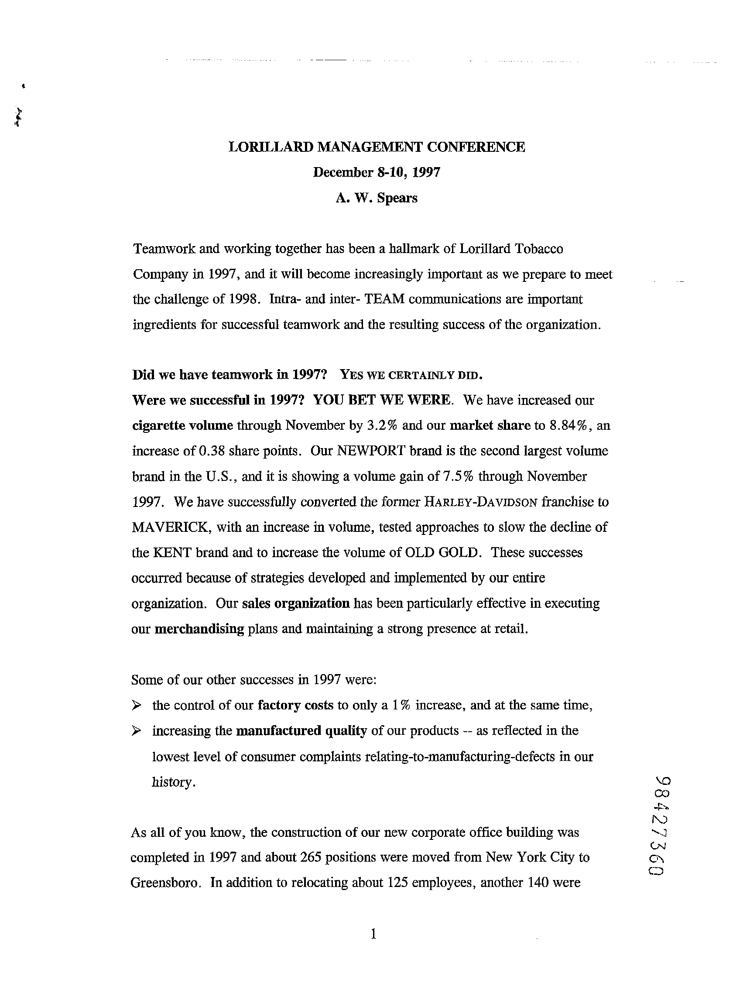 LORILLARD MANAGEMENT CONFERENCE
December 8-10, 1997
A. W. Spears
Teamwork and working together has been a hallmark of Lorillard Tobacco
Company in 1997, and it will become increasingly important as we prepare to meet
the challenge of 1998. Intra- and inter- TEAM communications are important
ingredients for successful teamwork and the resulting success of the organization.
Did we have teamwork in 1997? YES WE CERTAINLY DID.
Were we successful in 1997? YOU BET WE WERE. We have increased our
cigarette volume through November by 3.2% and our market share to 8.84%, an
increase of 0.38 share points. Our NEWPORT brand is the second largest volume
brand in the U.S., and it is showing a volume gain of 7.5% through November
1997. We have successfully converted the former HARLEY-DAVIDSON franchise to
MAVERICK, with an increase in volume, tested approaches to slow the decline of
the KENT brand and to increase the volume of OLD GOLD. These successes
occurred because of strategies developed and implemented by our entire
organization. Our sales organization has been particularly effective in executing
our merchandising plans and maintaining a strong presence at retail.
Some of our other successes in 1997 were:
➢ the control of our factory costs to only a 1% increase, and at the same time,
➢ increasing the manufactured quality of our products -- as reflected in the
lowest level of consumer complaints relating-to-manufacturing-defects in our
history.
As all of you know, the construction of our new corporate office building was
completed in 1997 and about 265 positions were moved from New York City to
Greensboro. In addition to relocating about 125 employees, another 140 were
1
98427360